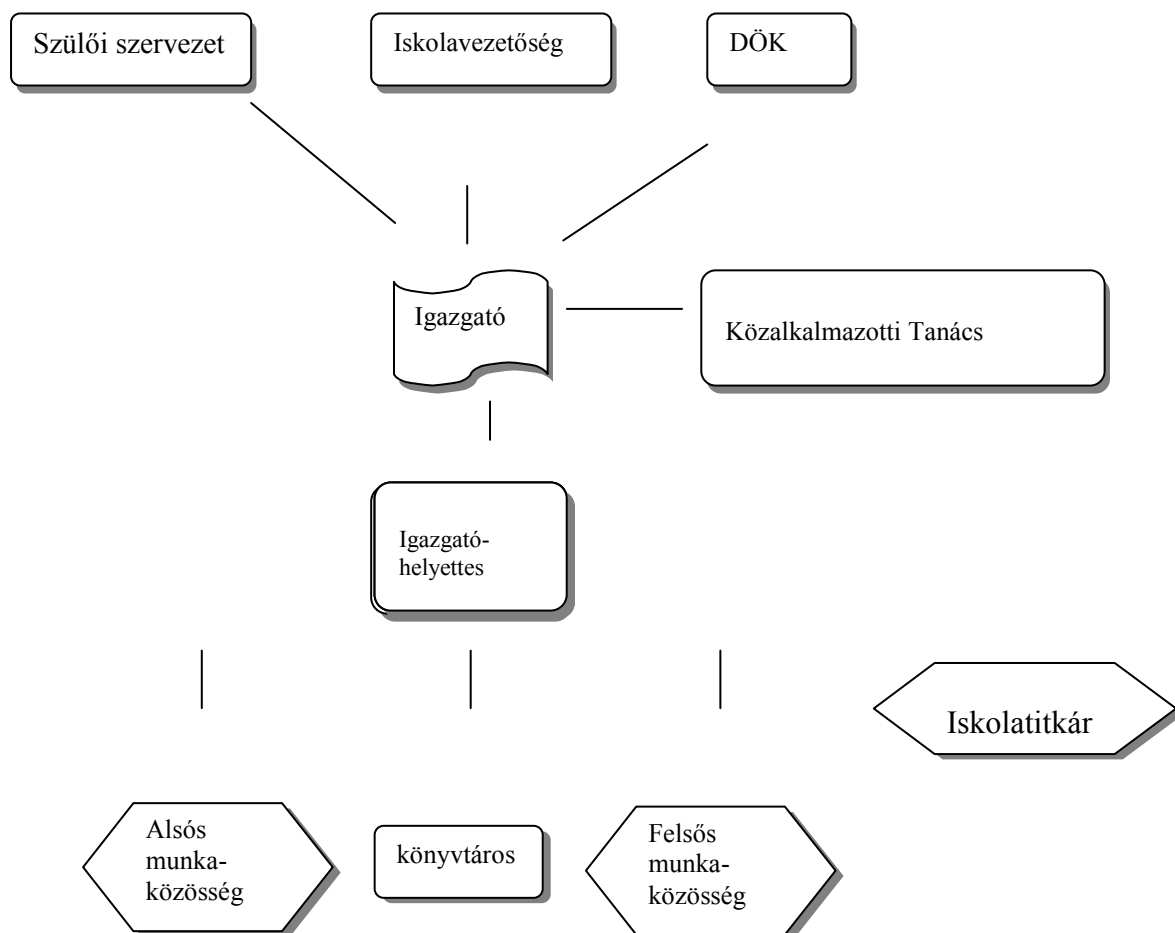 Szülői szervezet
Iskolavezetőség
DÖK
Igazgató
Közalkalmazotti Tanács
Igazgató-
helyettes
Iskolatitkár
Alsós
munka-
közösség
könyvtáros
Felsős
munka-
közösség